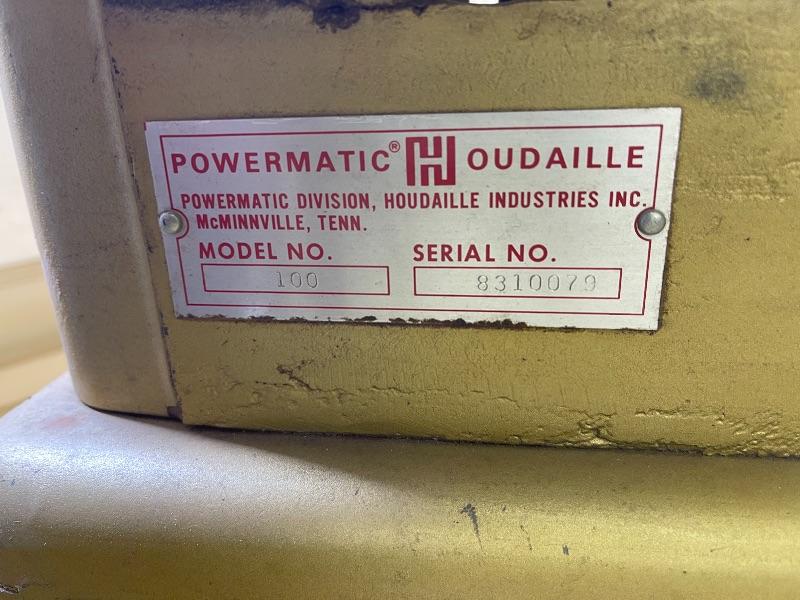 POWERMATIC® HOUDAILLE
POWERMATIC DIVISION, HOUDAILLE INDUSTRIES INC.
McMINNVILLE, TENN.
MODEL NO. SERIAL NO.
100 8310079